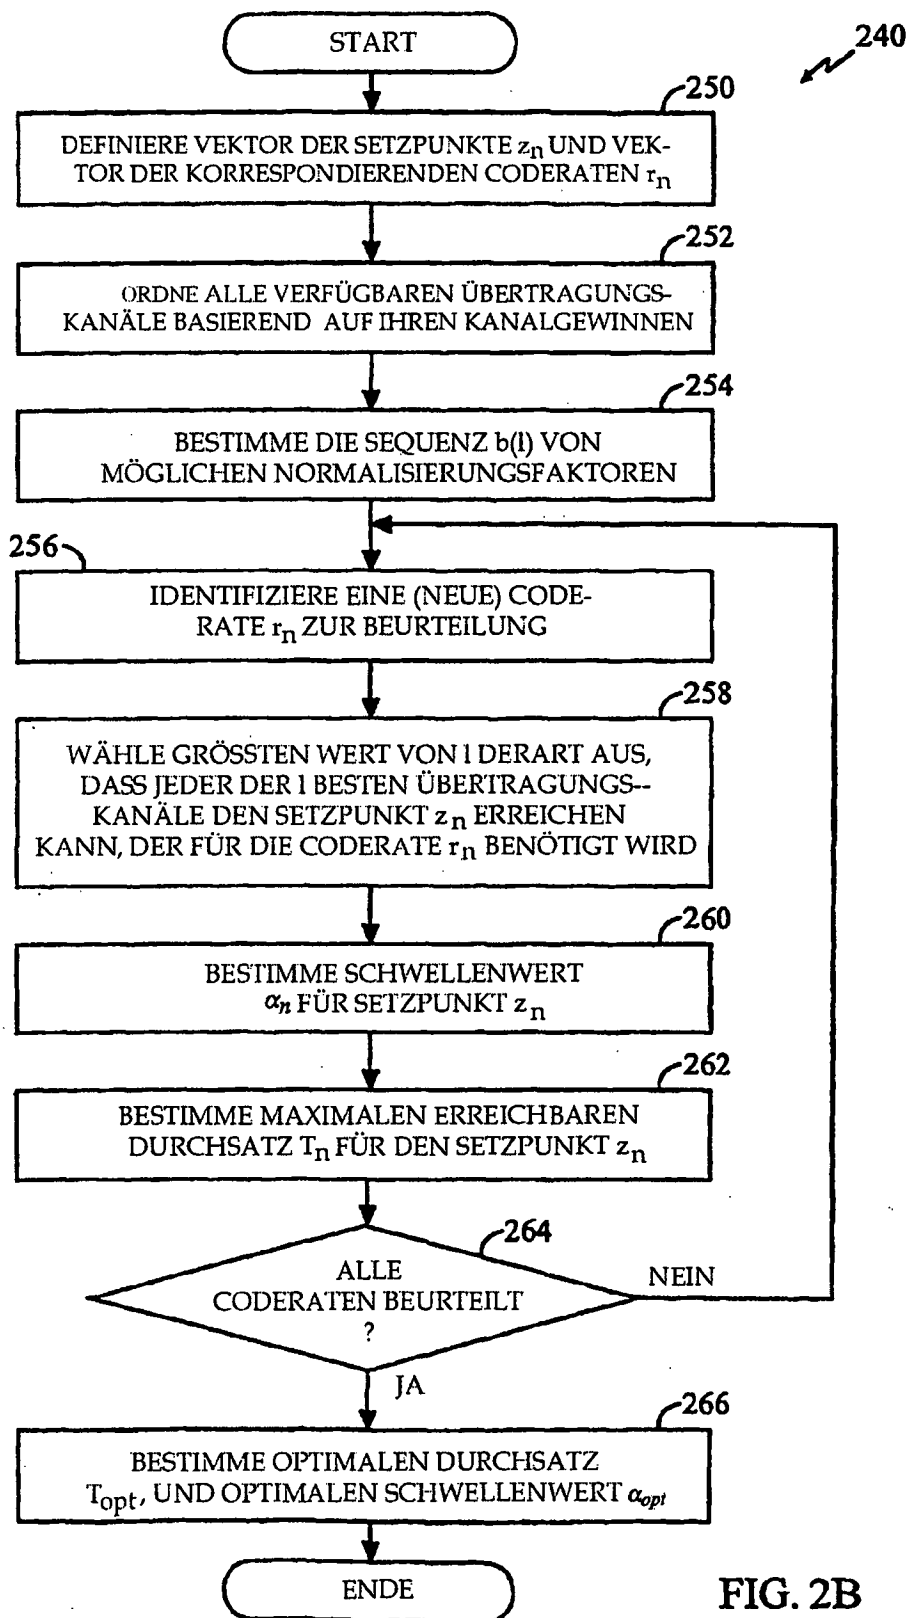 START
240
250
DEFINIERE VEKTOR DER SETZPUNKTE zn UND VEK-
TOR DER KORRESPONDIERENDEN CODERATEN rn
252
ORDNE ALLE VERFÜGBAREN ÜBERTRAGUNGS-
KANÄLE BASIEREND AUF IHREN KANALGEWINNEN
254
BESTIMME DIE SEQUENZ b(l) VON
MÖGLICHEN NORMALISIERUNGSFAKTOREN
256
IDENTIFIZIERE EINE (NEUE) CODE-
RATE rn ZUR BEURTEILUNG
258
WÄHLE GRÖSSTEN WERT VON l DERART AUS,
DASS JEDER DER l BESTEN ÜBERTRAGUNGS--
KANÄLE DEN SETZPUNKT zn ERREICHEN
KANN, DER FÜR DIE CODERATE rn BENÖTIGT WIRD
260
BESTIMME SCHWELLENWERT
αn FÜR SETZPUNKT zn
262
BESTIMME MAXIMALEN ERREICHBAREN
DURCHSATZ Tn FÜR DEN SETZPUNKT zn
264
ALLE
CODERATEN BEURTEILT
?
NEIN
JA
266
BESTIMME OPTIMALEN DURCHSATZ
Topt, UND OPTIMALEN SCHWELLENWERT αopt
ENDE
FIG. 2B